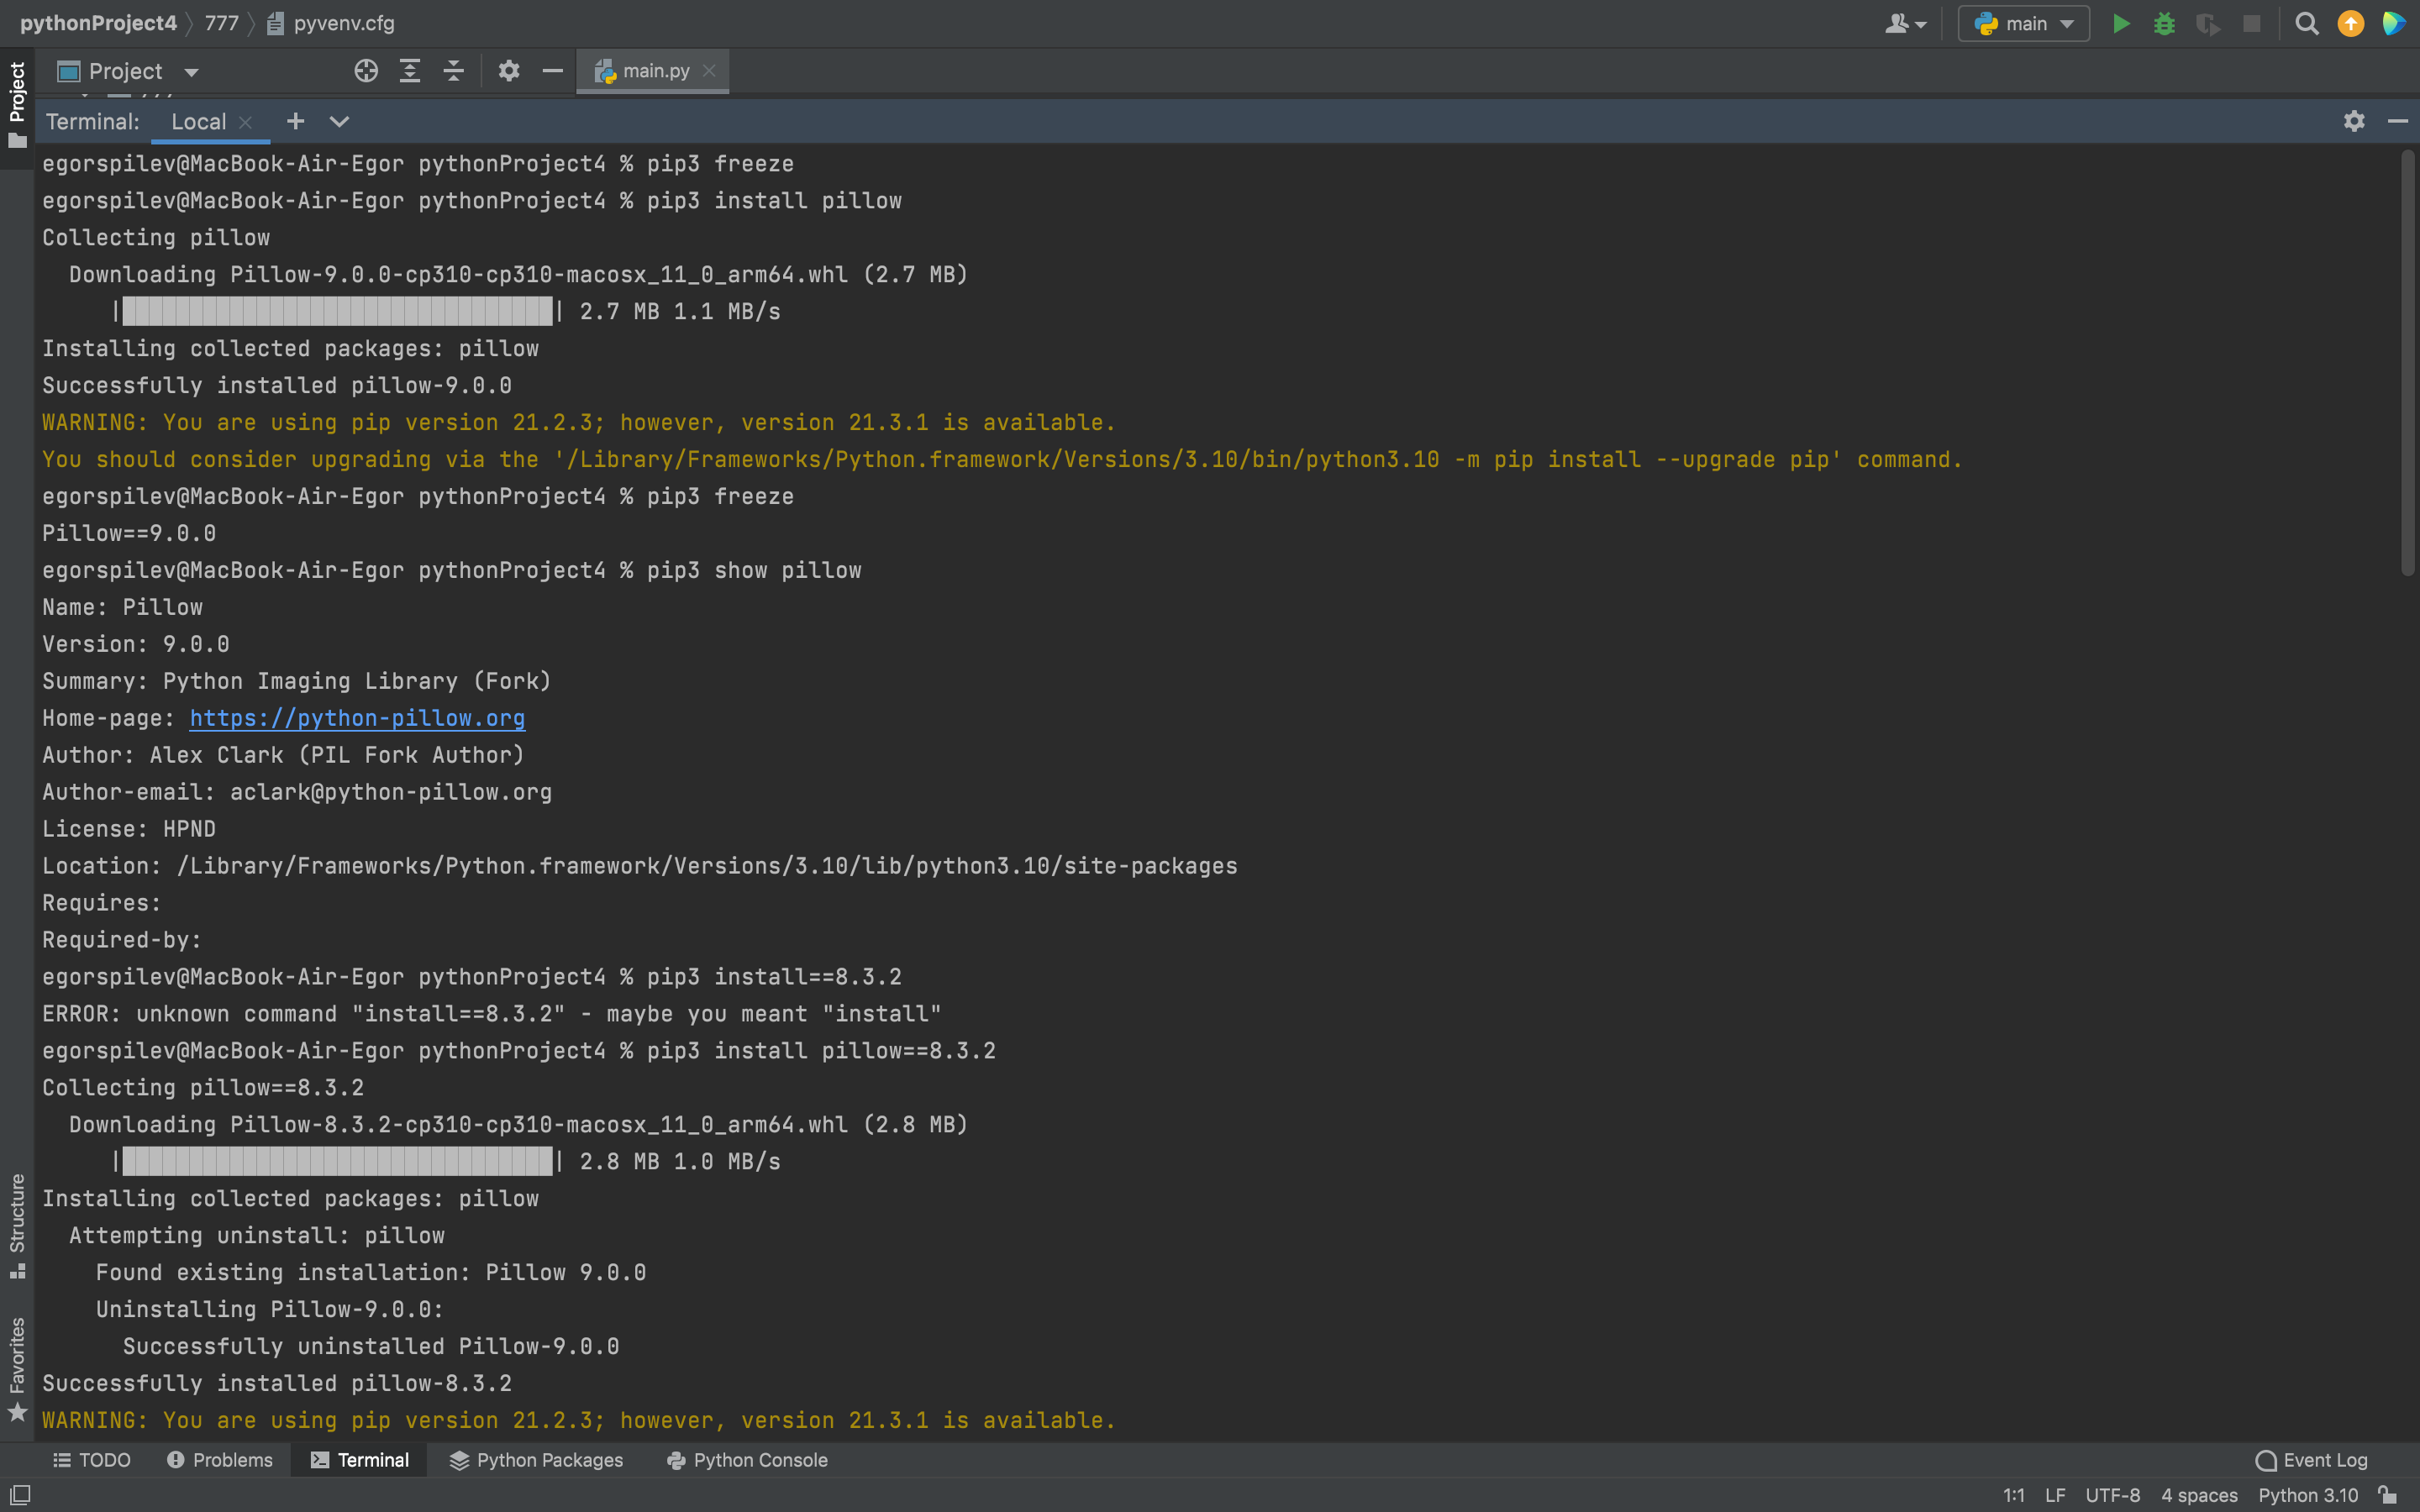 pythonProject4 777 pyvenv.cfg main
Project main.py
Project
Terminal: Local
egorspilev@MacBook-Air-Egor pythonProject4 % pip3 freeze
egorspilev@MacBook-Air-Egor pythonProject4 % pip3 install pillow
Collecting pillow
  Downloading Pillow-9.0.0-cp310-cp310-macosx_11_0_arm64.whl (2.7 MB)
     |████████████████████████████████| 2.7 MB 1.1 MB/s
Installing collected packages: pillow
Successfully installed pillow-9.0.0
WARNING: You are using pip version 21.2.3; however, version 21.3.1 is available.
You should consider upgrading via the '/Library/Frameworks/Python.framework/Versions/3.10/bin/python3.10 -m pip install --upgrade pip' command.
egorspilev@MacBook-Air-Egor pythonProject4 % pip3 freeze
Pillow==9.0.0
egorspilev@MacBook-Air-Egor pythonProject4 % pip3 show pillow
Name: Pillow
Version: 9.0.0
Summary: Python Imaging Library (Fork)
Home-page: https://python-pillow.org
Author: Alex Clark (PIL Fork Author)
Author-email: aclark@python-pillow.org
License: HPND
Location: /Library/Frameworks/Python.framework/Versions/3.10/lib/python3.10/site-packages
Requires:
Required-by:
egorspilev@MacBook-Air-Egor pythonProject4 % pip3 install==8.3.2
ERROR: unknown command "install==8.3.2" - maybe you meant "install"
egorspilev@MacBook-Air-Egor pythonProject4 % pip3 install pillow==8.3.2
Collecting pillow==8.3.2
  Downloading Pillow-8.3.2-cp310-cp310-macosx_11_0_arm64.whl (2.8 MB)
     |████████████████████████████████| 2.8 MB 1.0 MB/s
Installing collected packages: pillow
  Attempting uninstall: pillow
    Found existing installation: Pillow 9.0.0
    Uninstalling Pillow-9.0.0:
      Successfully uninstalled Pillow-9.0.0
Successfully installed pillow-8.3.2
WARNING: You are using pip version 21.2.3; however, version 21.3.1 is available.
Structure
Favorites
TODO Problems Terminal Python Packages Python Console Event Log
1:1 LF UTF-8 4 spaces Python 3.10